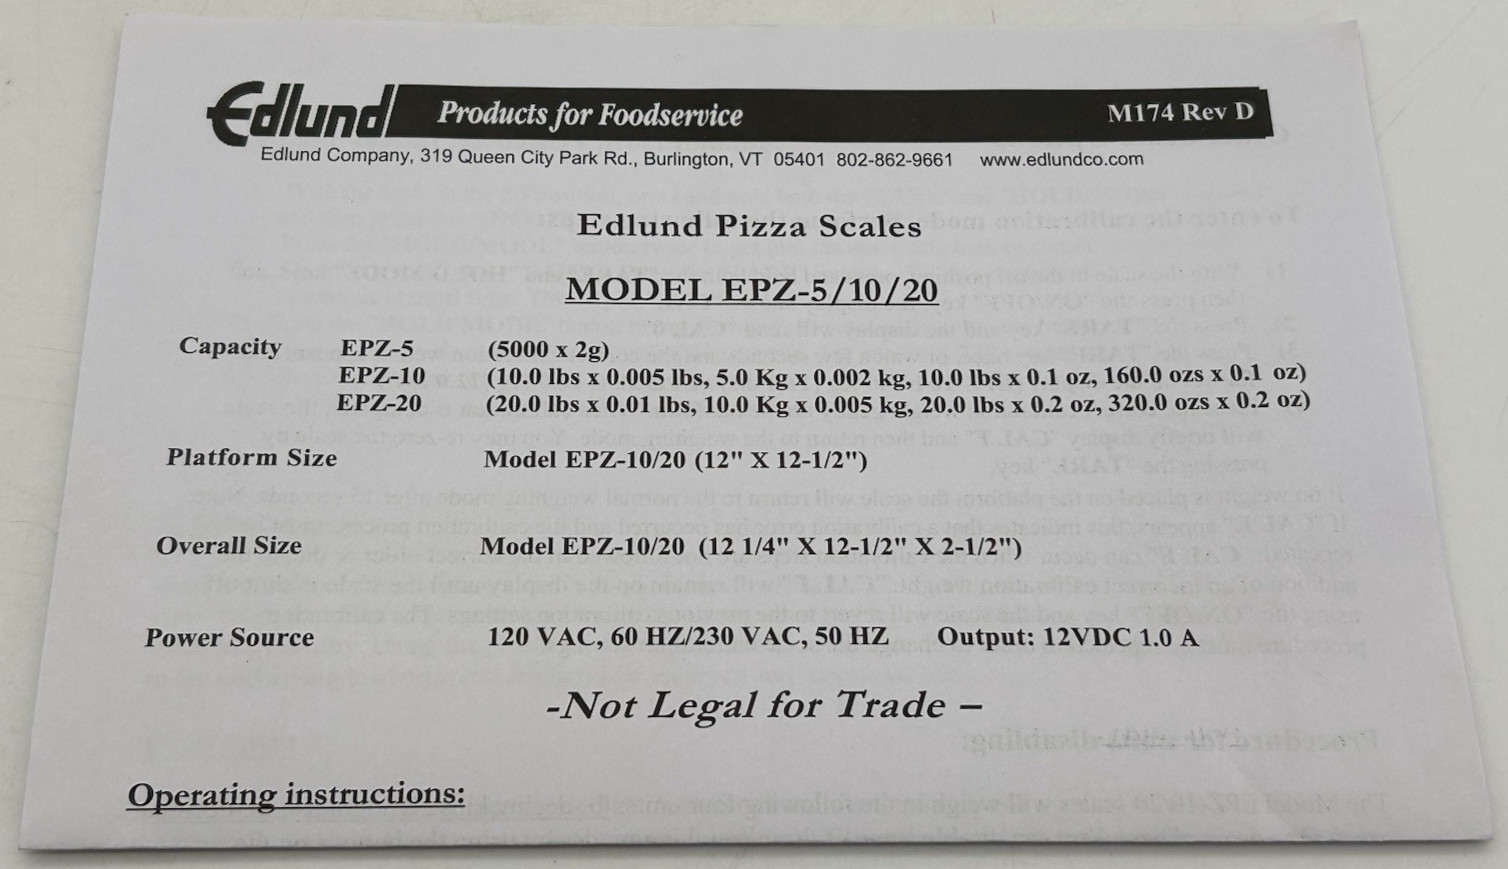 Edlund Products for Foodservice M174 Rev D
Edlund Company, 319 Queen City Park Rd., Burlington, VT 05401 802-862-9661 www.edlundco.com
Edlund Pizza Scales
MODEL EPZ-5/10/20
Capacity EPZ-5 (5000 x 2g)
EPZ-10 (10.0 lbs x 0.005 lbs, 5.0 Kg x 0.002 kg, 10.0 lbs x 0.1 oz, 160.0 ozs x 0.1 oz)
EPZ-20 (20.0 lbs x 0.01 lbs, 10.0 Kg x 0.005 kg, 20.0 lbs x 0.2 oz, 320.0 ozs x 0.2 oz)
Platform Size Model EPZ-10/20 (12" X 12-1/2")
Overall Size Model EPZ-10/20 (12 1/4" X 12-1/2" X 2-1/2")
Power Source 120 VAC, 60 HZ/230 VAC, 50 HZ Output: 12VDC 1.0 A
-Not Legal for Trade –
Operating instructions: